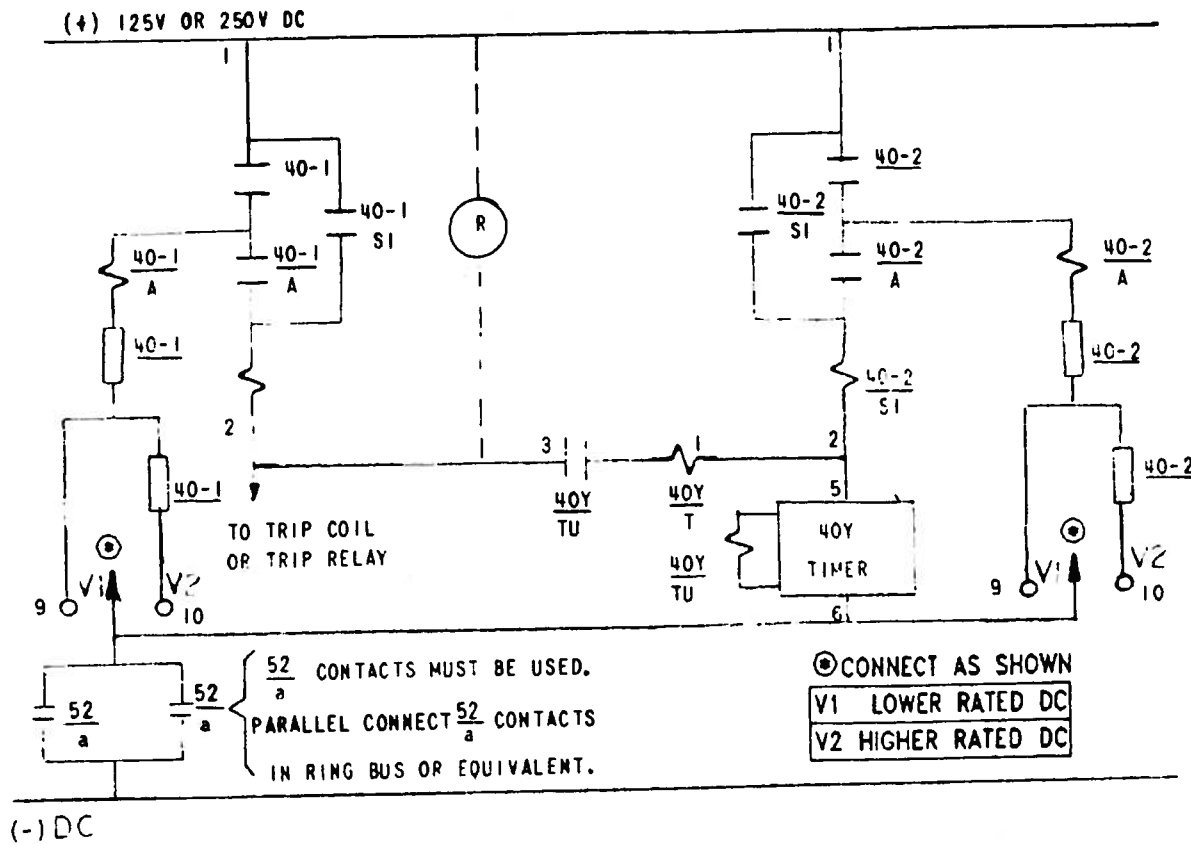 (+) 125V OR 250V DC
1
1
40-1
40-1
SI
40-1
A
40-1
A
40-1
R
40-2
40-2
SI
40-2
A
40-2
A
40-2
40-2
SI
2
3
1
2
40Y
TU
40Y
T
5
40Y
TIMER
6
40Y
TU
40-1
TO TRIP COIL
OR TRIP RELAY
V1
V2
9
10
40-2
V1
V2
9
10
52
a
52
a
52
a CONTACTS MUST BE USED.
PARALLEL CONNECT 52 CONTACTS
a
IN RING BUS OR EQUIVALENT.
CONNECT AS SHOWN
V1 LOWER RATED DC
V2 HIGHER RATED DC
(-) DC